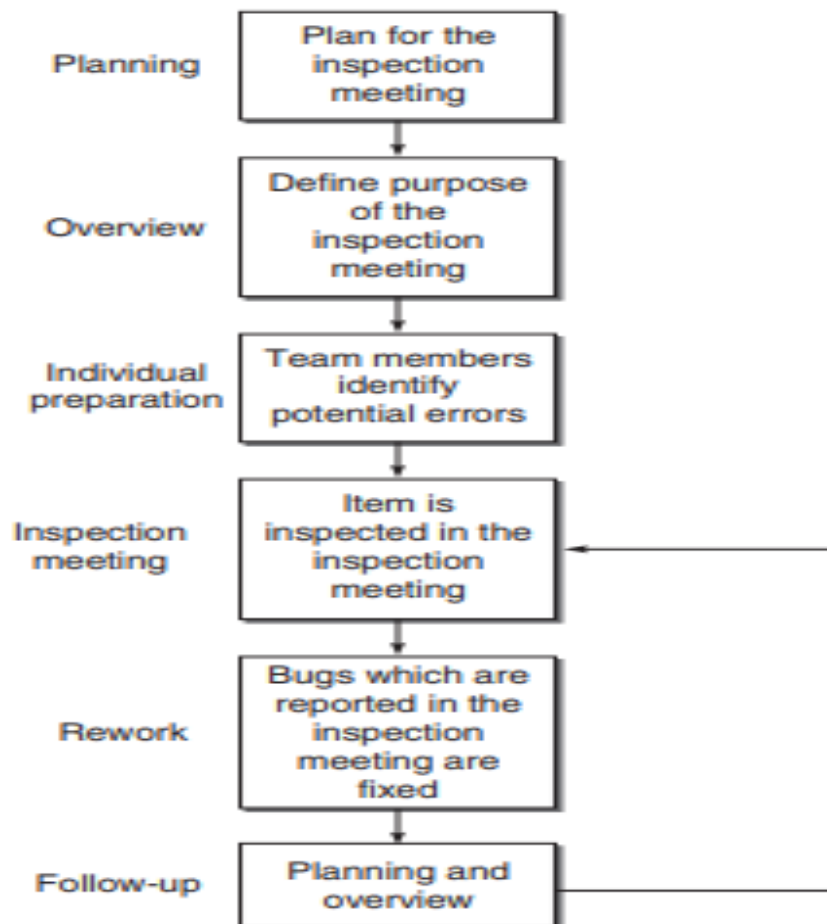 Planning
Plan for the
inspection
meeting
Overview
Define purpose
of the
inspection
meeting
Individual
preparation
Team members
identify
potential errors
Inspection
meeting
Item is
inspected in the
inspection
meeting
Rework
Bugs which are
reported in the
inspection
meeting are
fixed
Follow-up
Planning and
overview